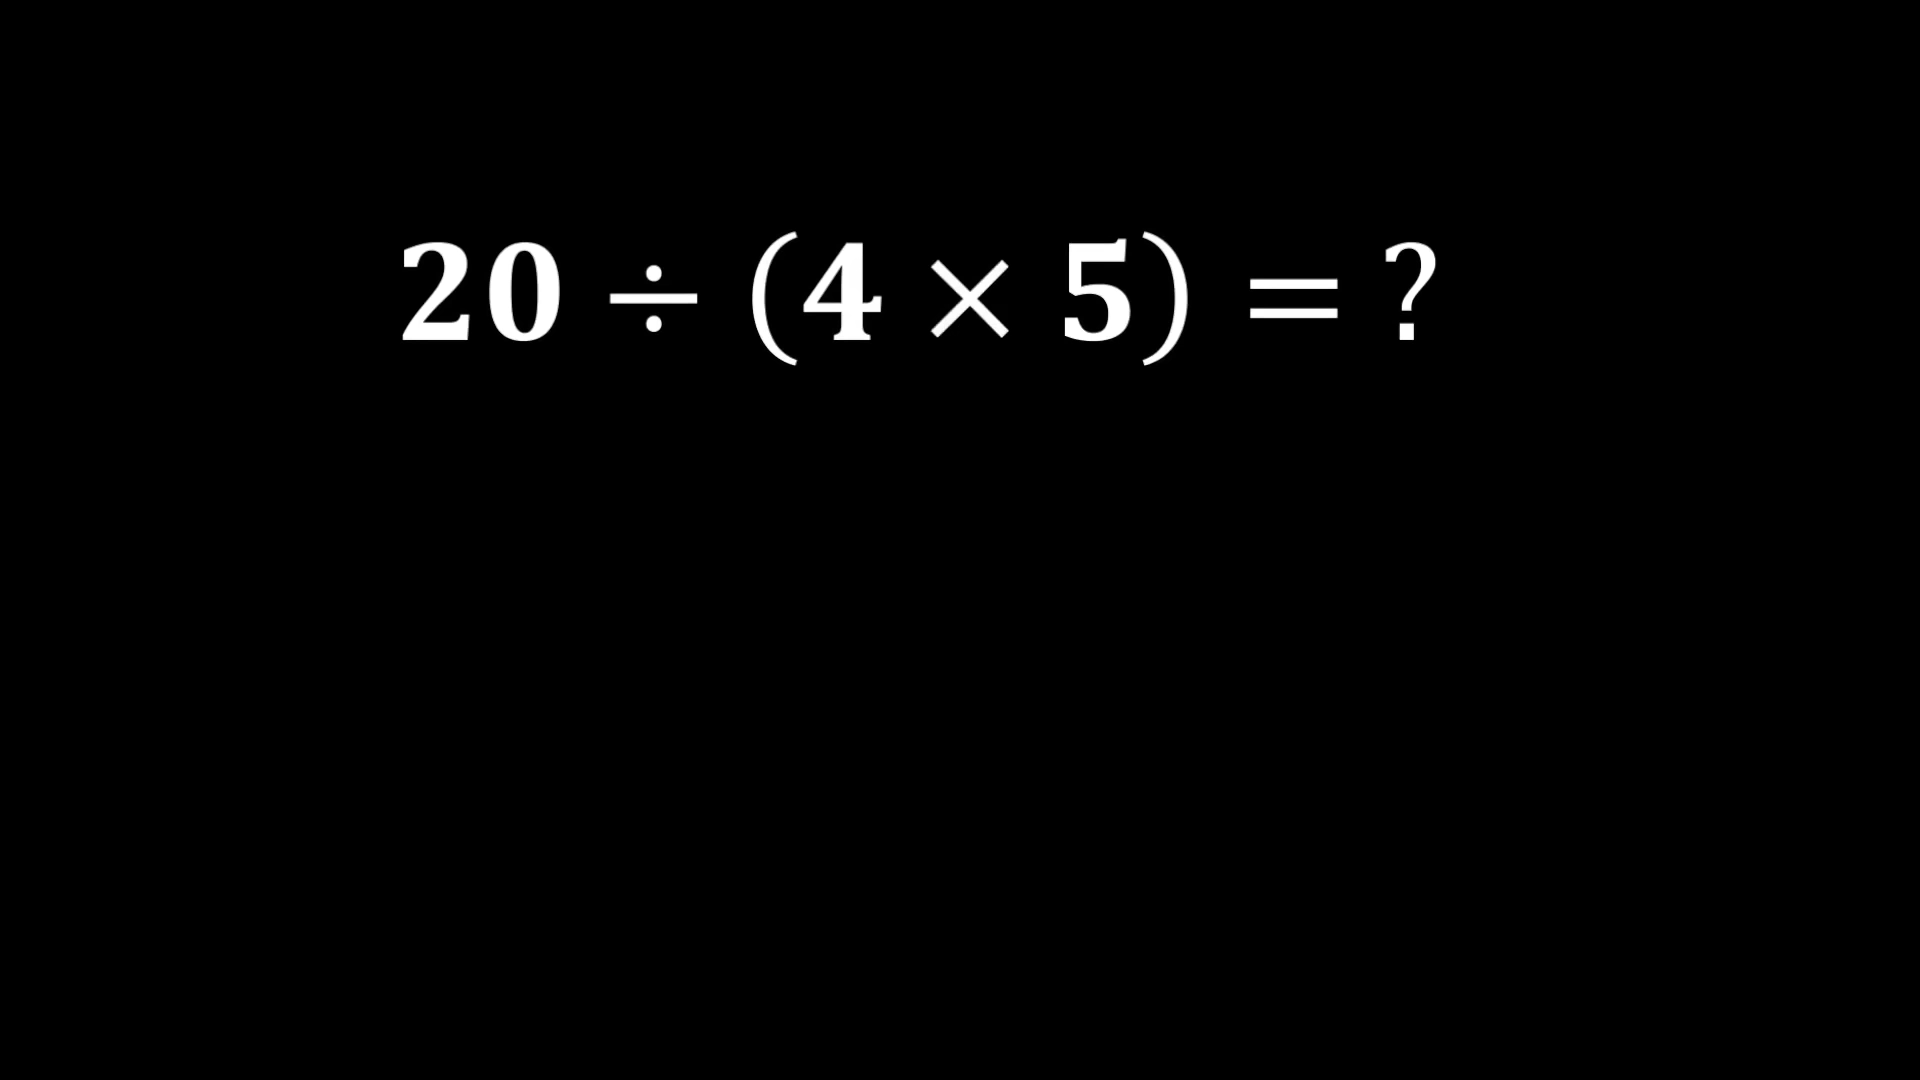 20 ÷ (4 × 5) = ?